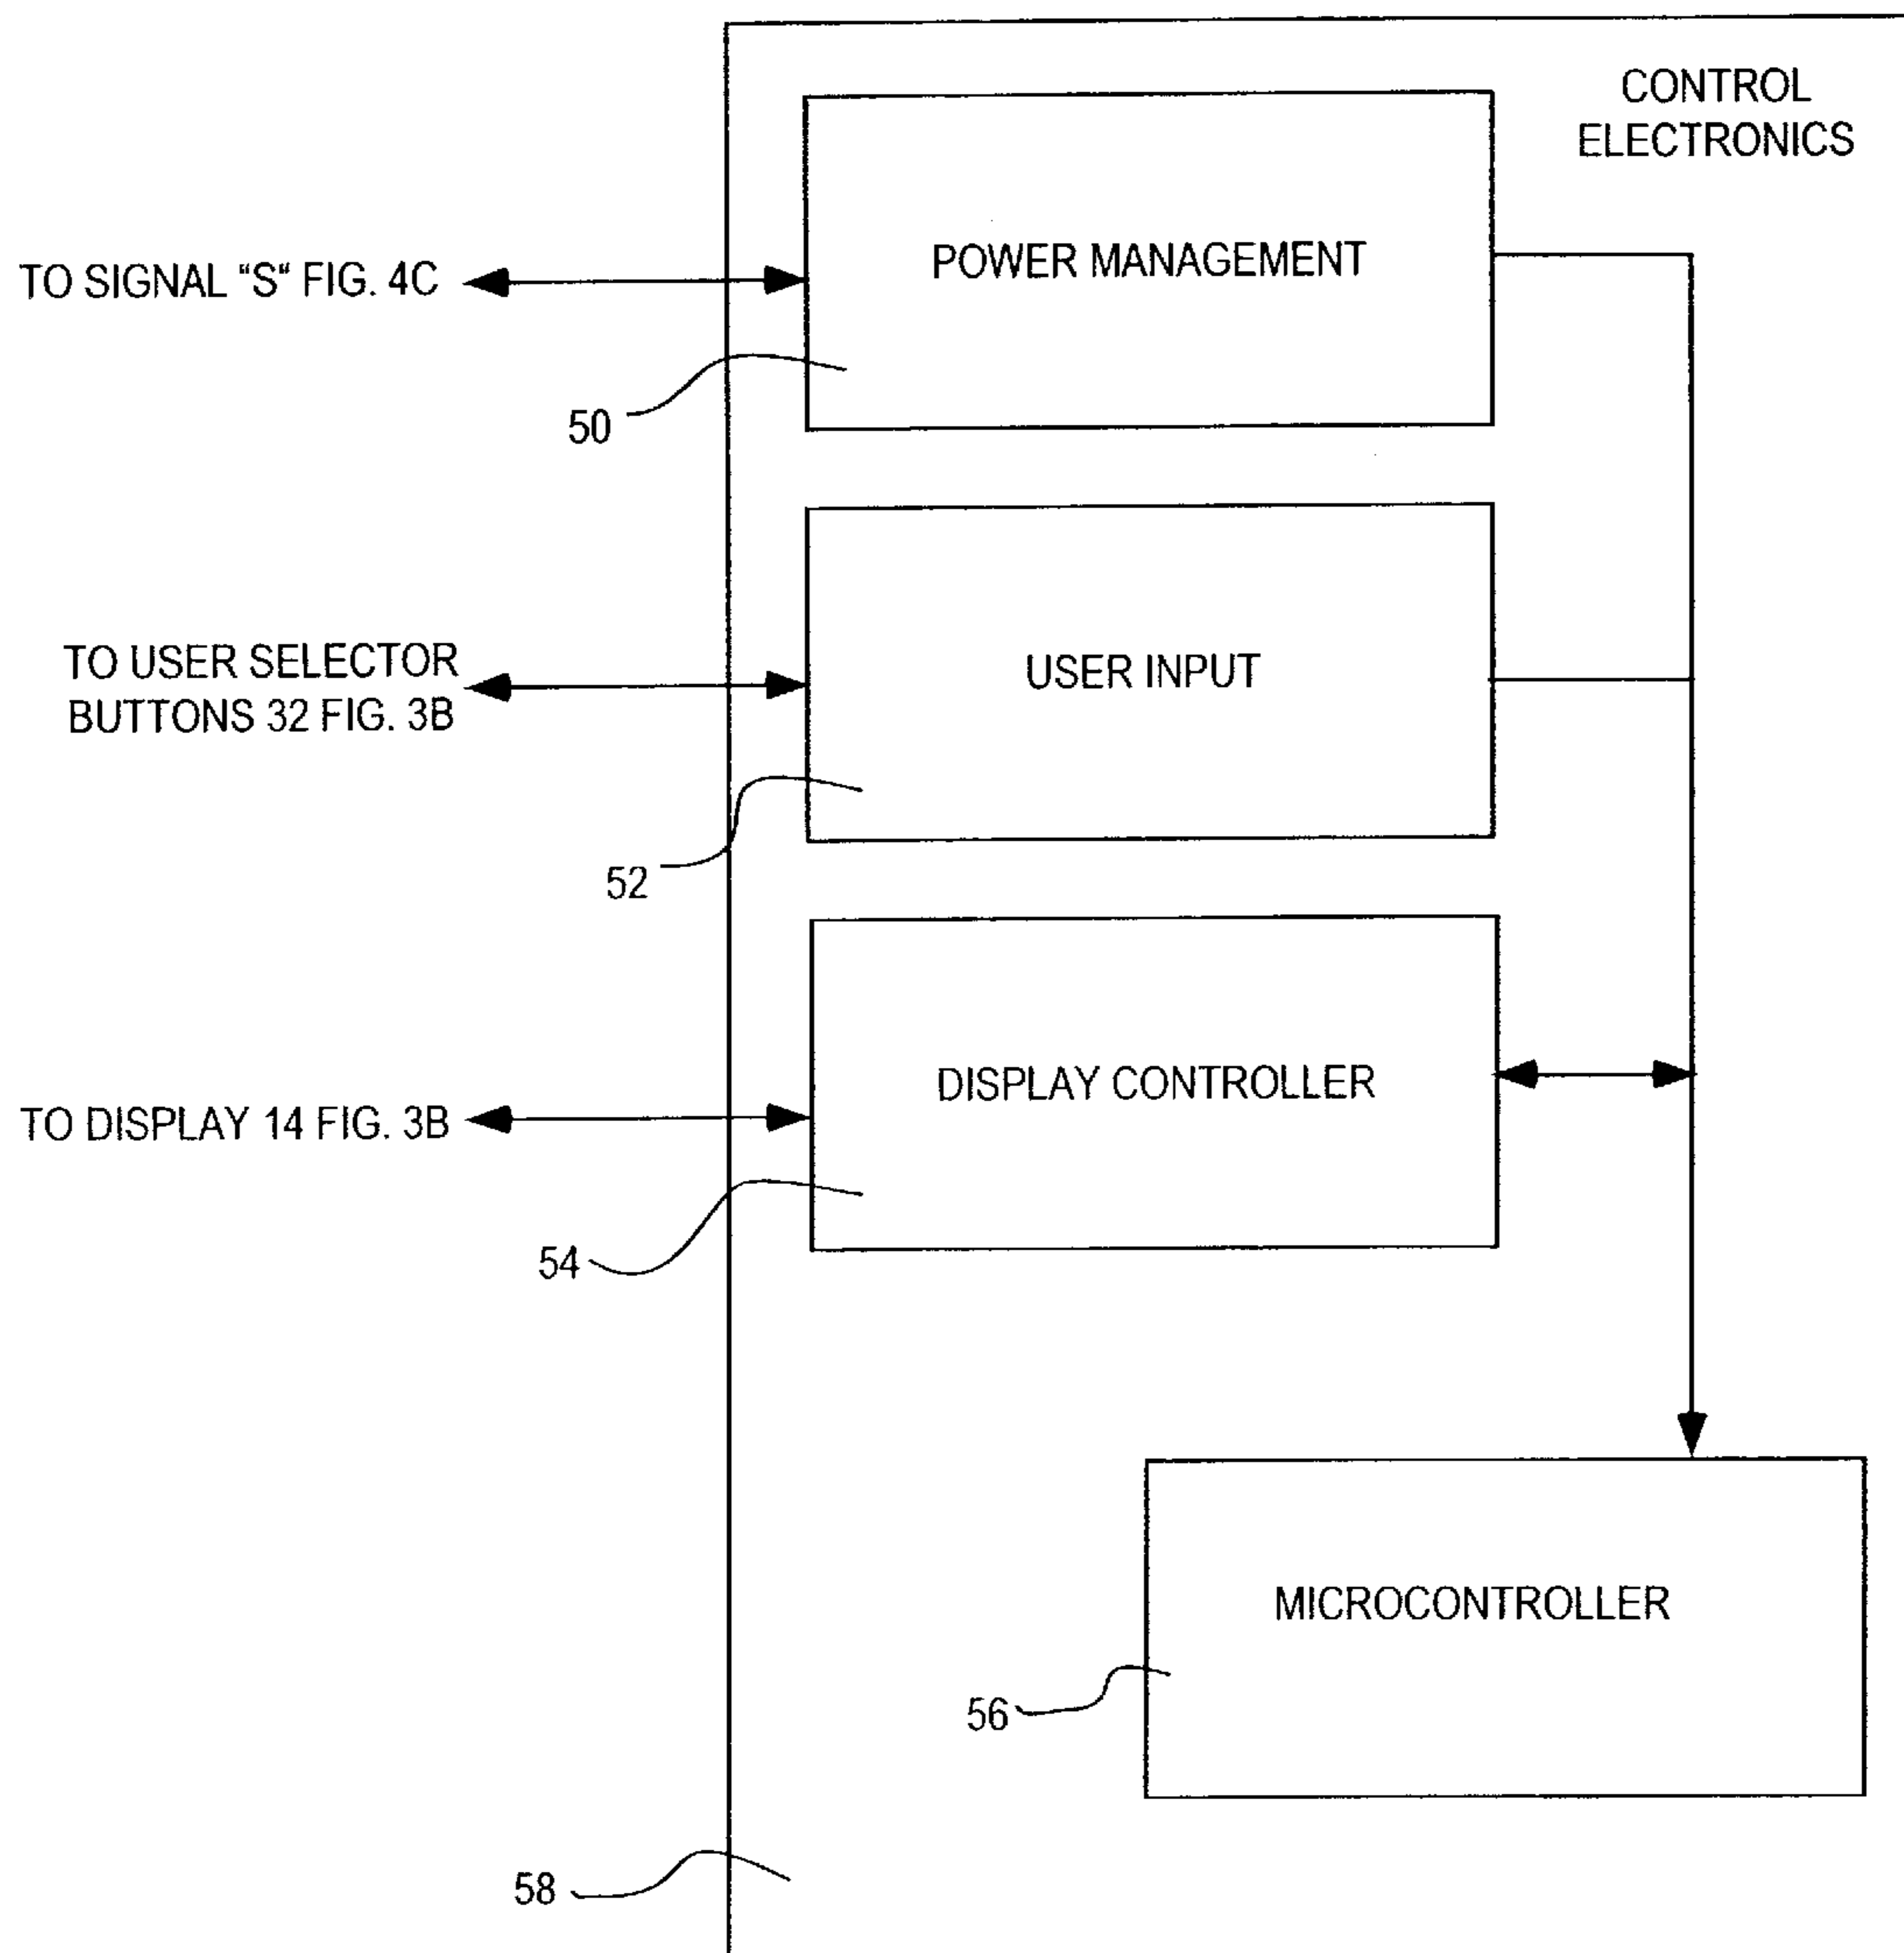 CONTROL
ELECTRONICS
POWER MANAGEMENT
TO SIGNAL "S" FIG. 4C
50
USER INPUT
TO USER SELECTOR
BUTTONS 32 FIG. 3B
52
DISPLAY CONTROLLER
TO DISPLAY 14 FIG. 3B
54
MICROCONTROLLER
56
58